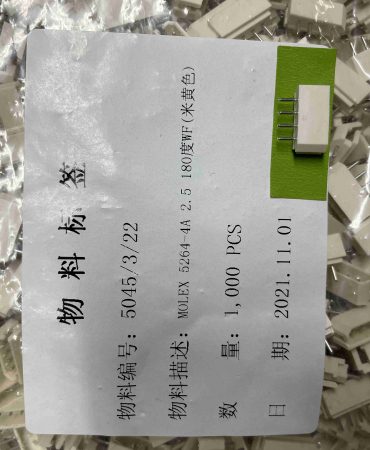 物料标签
物料编号: 5045/3/22
物料描述: MOLEX 5264-4A 2.5 180度WF(米黄色)
数 量: 1,000 PCS
日 期: 2021.11.01